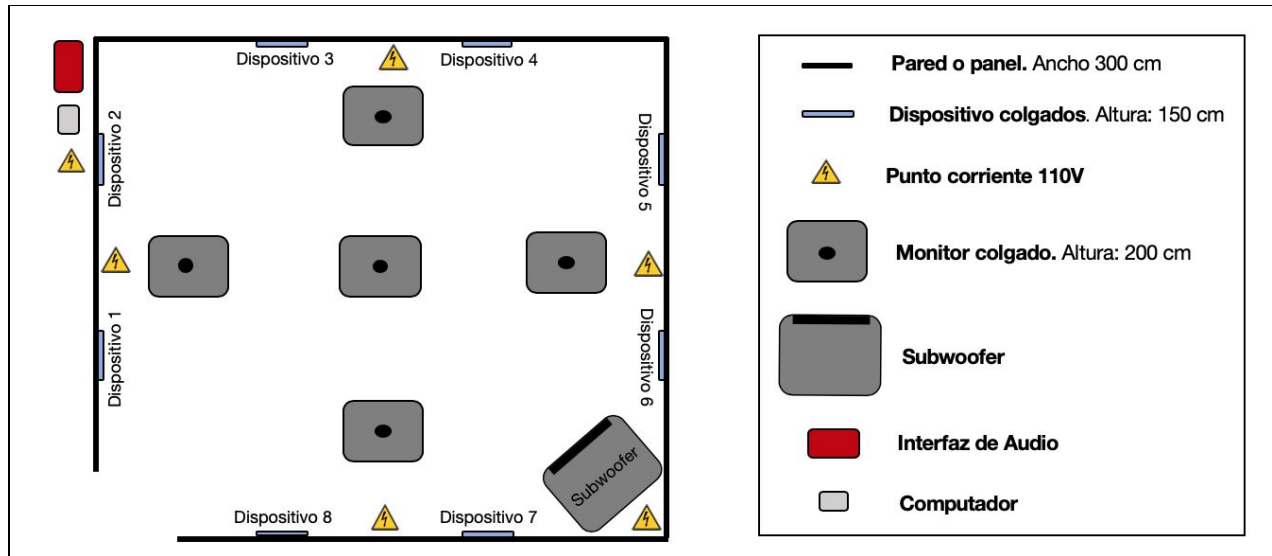 Dispositivo 3
Dispositivo 4
Dispositivo 2
Dispositivo 5
Dispositivo 1
Dispositivo 6
Subwoofer
Dispositivo 8
Dispositivo 7
Pared o panel. Ancho 300 cm
Dispositivo colgados. Altura: 150 cm
Punto corriente 110V
Monitor colgado. Altura: 200 cm
Subwoofer
Interfaz de Audio
Computador